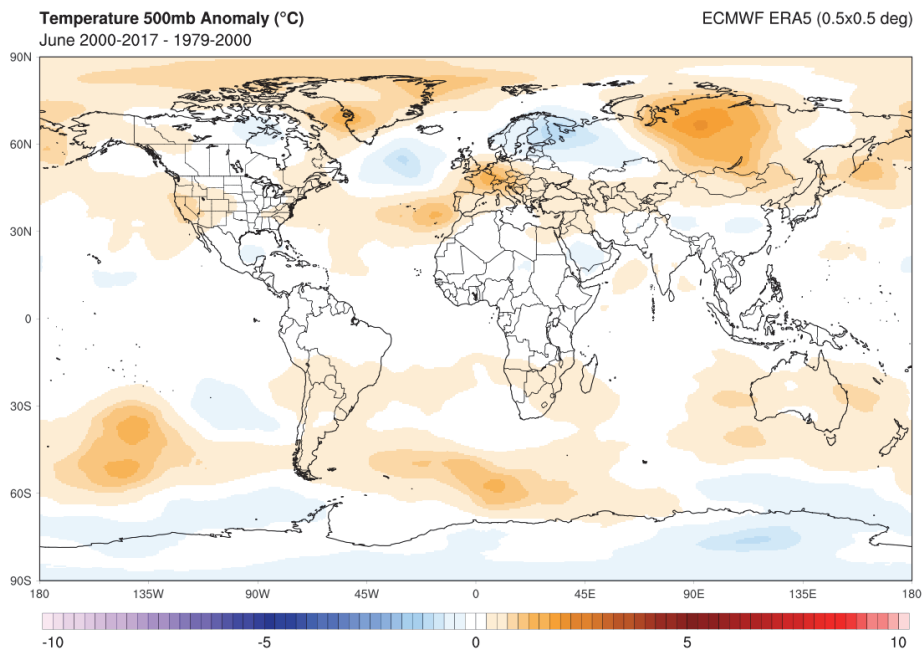 Temperature 500mb Anomaly (°C)
ECMWF ERA5 (0.5x0.5 deg)
June 2000-2017 - 1979-2000
90N
60N
30N
0
30S
60S
90S
180 135W 90W 45W 0 45E 90E 135E 180
-10 -5 0 5 10